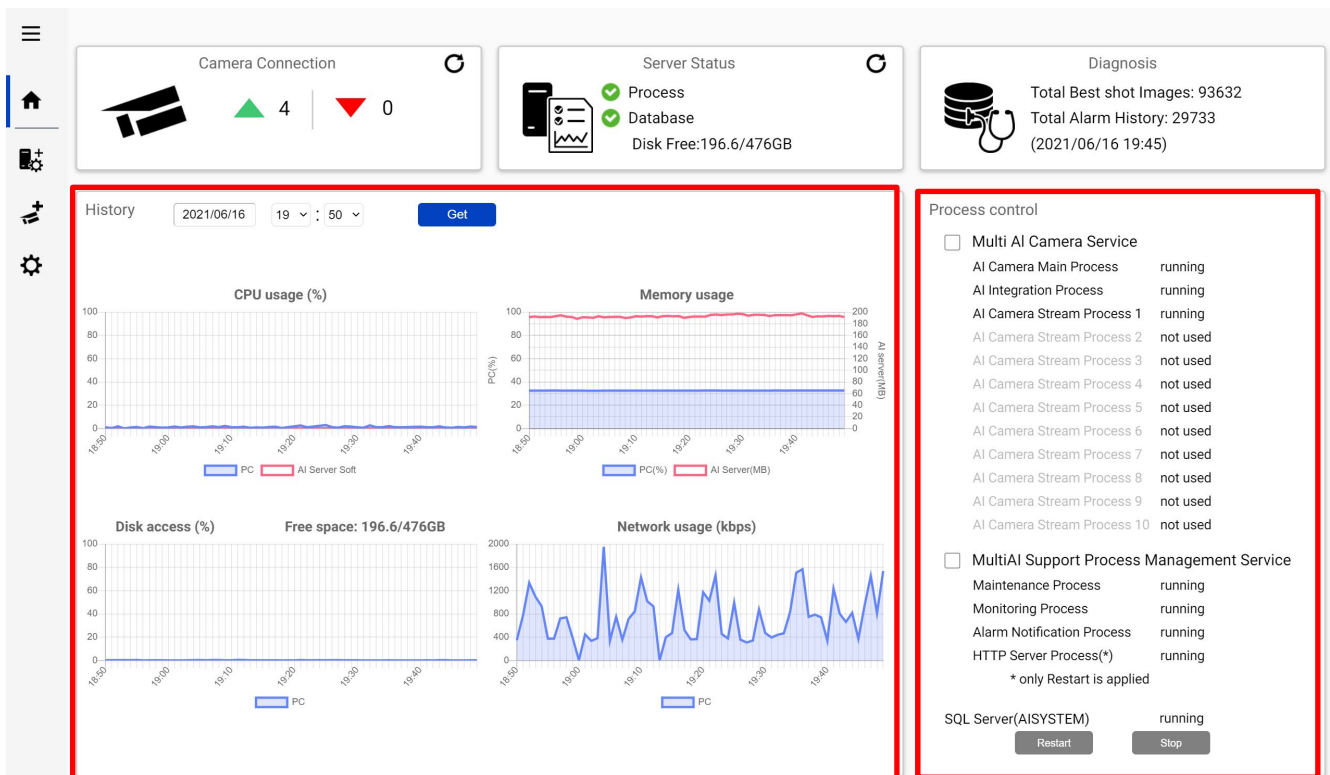 Camera Connection
4
0
Server Status
Process
Database
Disk Free:196.6/476GB
Diagnosis
Total Best shot Images: 93632
Total Alarm History: 29733
(2021/06/16 19:45)
History
2021/06/16
19 : 50
Get
CPU usage (%)
100
80
60
40
20
0
18:50 19:00 19:10 19:20 19:30 19:40
PC AI Server Soft
Memory usage
PC(%)
100
80
60
40
20
0
200
180
160
140
120
100
80
60
40
20
0
AI server(MB)
18:50 19:00 19:10 19:20 19:30 19:40
PC(%) AI Server(MB)
Disk access (%) Free space: 196.6/476GB
100
80
60
40
20
0
18:50 19:00 19:10 19:20 19:30 19:40
PC
Network usage (kbps)
2000
1600
1200
800
400
0
18:50 19:00 19:10 19:20 19:30 19:40
PC
Process control
Multi AI Camera Service
AI Camera Main Process running
AI Integration Process running
AI Camera Stream Process 1 running
AI Camera Stream Process 2 not used
AI Camera Stream Process 3 not used
AI Camera Stream Process 4 not used
AI Camera Stream Process 5 not used
AI Camera Stream Process 6 not used
AI Camera Stream Process 7 not used
AI Camera Stream Process 8 not used
AI Camera Stream Process 9 not used
AI Camera Stream Process 10 not used
MultiAI Support Process Management Service
Maintenance Process running
Monitoring Process running
Alarm Notification Process running
HTTP Server Process(*) running
* only Restart is applied
SQL Server(AISYSTEM) running
Restart Stop